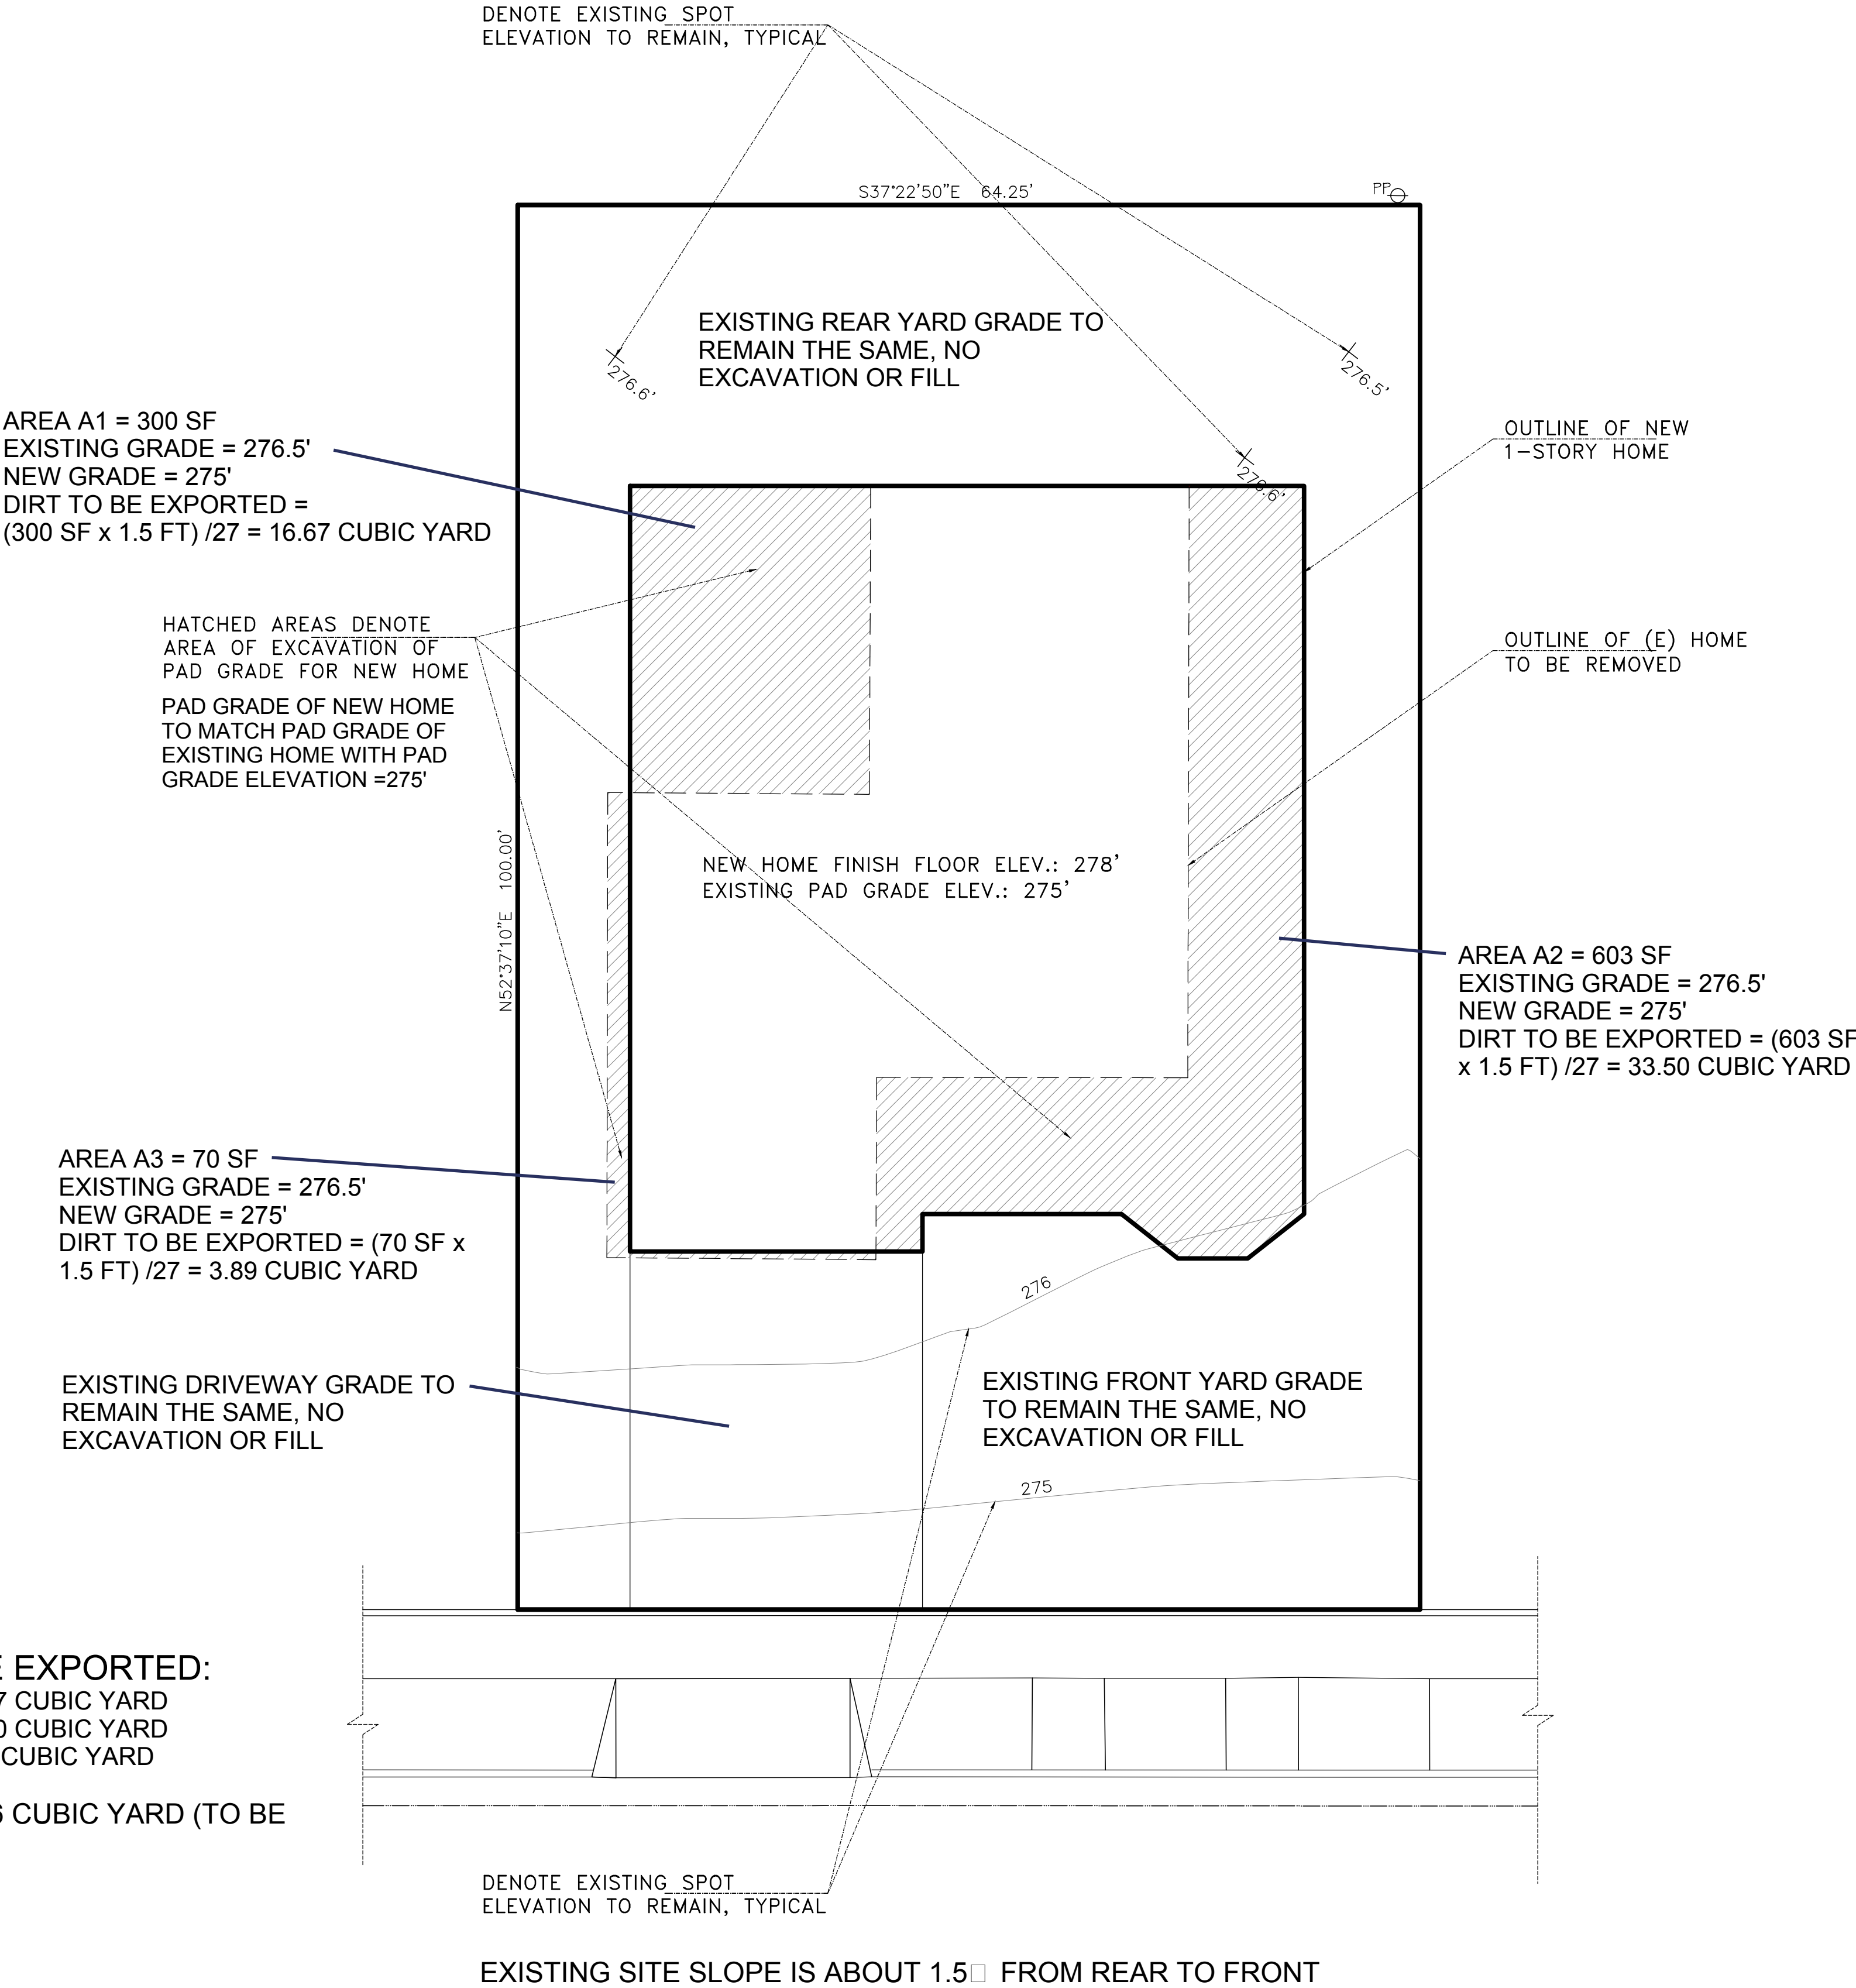 DENOTE EXISTING SPOT
ELEVATION TO REMAIN, TYPICAL
S37°22'50"E 64.25'
PP
EXISTING REAR YARD GRADE TO
REMAIN THE SAME, NO
EXCAVATION OR FILL
276.6'
276.5'
276.6'
AREA A1 = 300 SF
EXISTING GRADE = 276.5'
NEW GRADE = 275'
DIRT TO BE EXPORTED =
(300 SF x 1.5 FT) /27 = 16.67 CUBIC YARD
OUTLINE OF NEW
1-STORY HOME
HATCHED AREAS DENOTE
AREA OF EXCAVATION OF
PAD GRADE FOR NEW HOME
PAD GRADE OF NEW HOME
TO MATCH PAD GRADE OF
EXISTING HOME WITH PAD
GRADE ELEVATION =275'
OUTLINE OF (E) HOME
TO BE REMOVED
N52°37'10"E 100.00'
NEW HOME FINISH FLOOR ELEV.: 278'
EXISTING PAD GRADE ELEV.: 275'
AREA A2 = 603 SF
EXISTING GRADE = 276.5'
NEW GRADE = 275'
DIRT TO BE EXPORTED = (603 SF
x 1.5 FT) /27 = 33.50 CUBIC YARD
AREA A3 = 70 SF
EXISTING GRADE = 276.5'
NEW GRADE = 275'
DIRT TO BE EXPORTED = (70 SF x
1.5 FT) /27 = 3.89 CUBIC YARD
276
EXISTING DRIVEWAY GRADE TO
REMAIN THE SAME, NO
EXCAVATION OR FILL
EXISTING FRONT YARD GRADE
TO REMAIN THE SAME, NO
EXCAVATION OR FILL
275
EXPORTED:
7 CUBIC YARD
0 CUBIC YARD
CUBIC YARD
6 CUBIC YARD (TO BE
DENOTE EXISTING SPOT
ELEVATION TO REMAIN, TYPICAL
EXISTING SITE SLOPE IS ABOUT 1.5□ FROM REAR TO FRONT